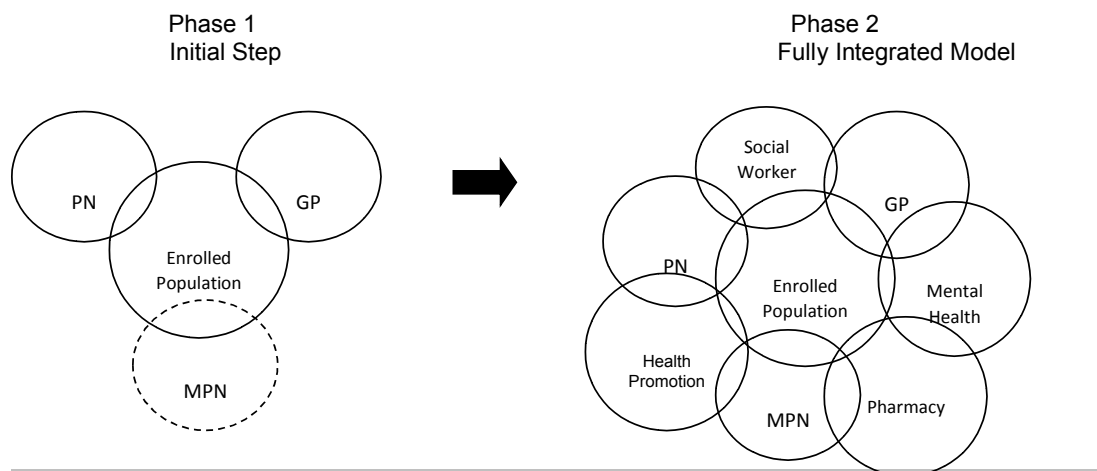 Phase 1
Initial Step
PN
GP
Enrolled
Population
MPN
Phase 2
Fully Integrated Model
Social
Worker
GP
PN
Enrolled
Population
Mental
Health
Health
Promotion
MPN
Pharmacy